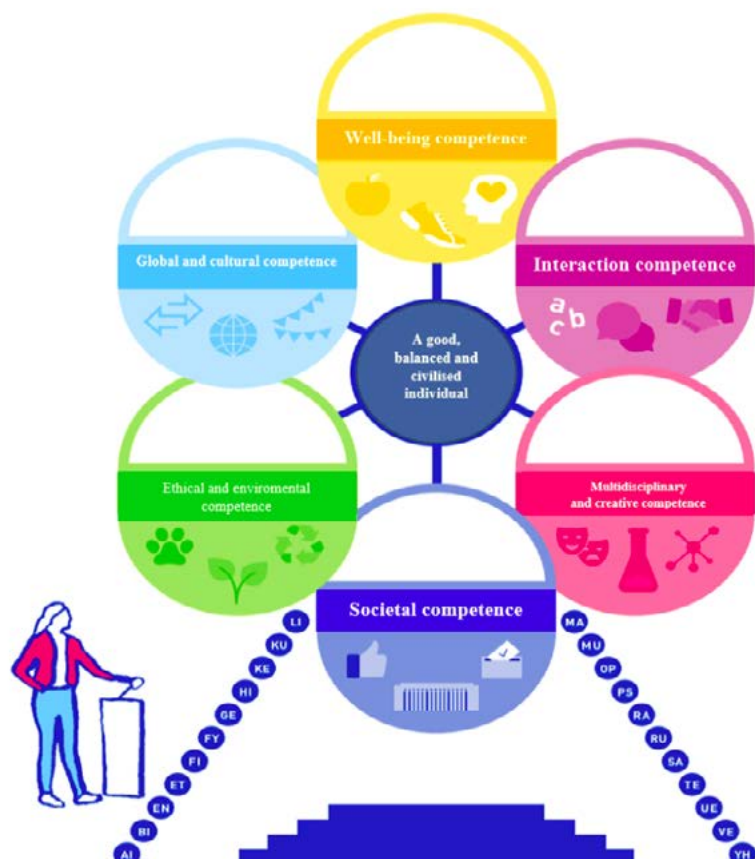 Well-being competence
Global and cultural competence
Interaction competence
a
b
c
A good,
balanced and
civilised
individual
Ethical and enviromental
competence
Multidisciplinary
and creative competence
Societal competence
LI
KU
KE
HI
GE
FY
FI
ET
EN
BI
AI
MA
MU
OP
PS
RA
RU
SA
TE
UE
VE
YH